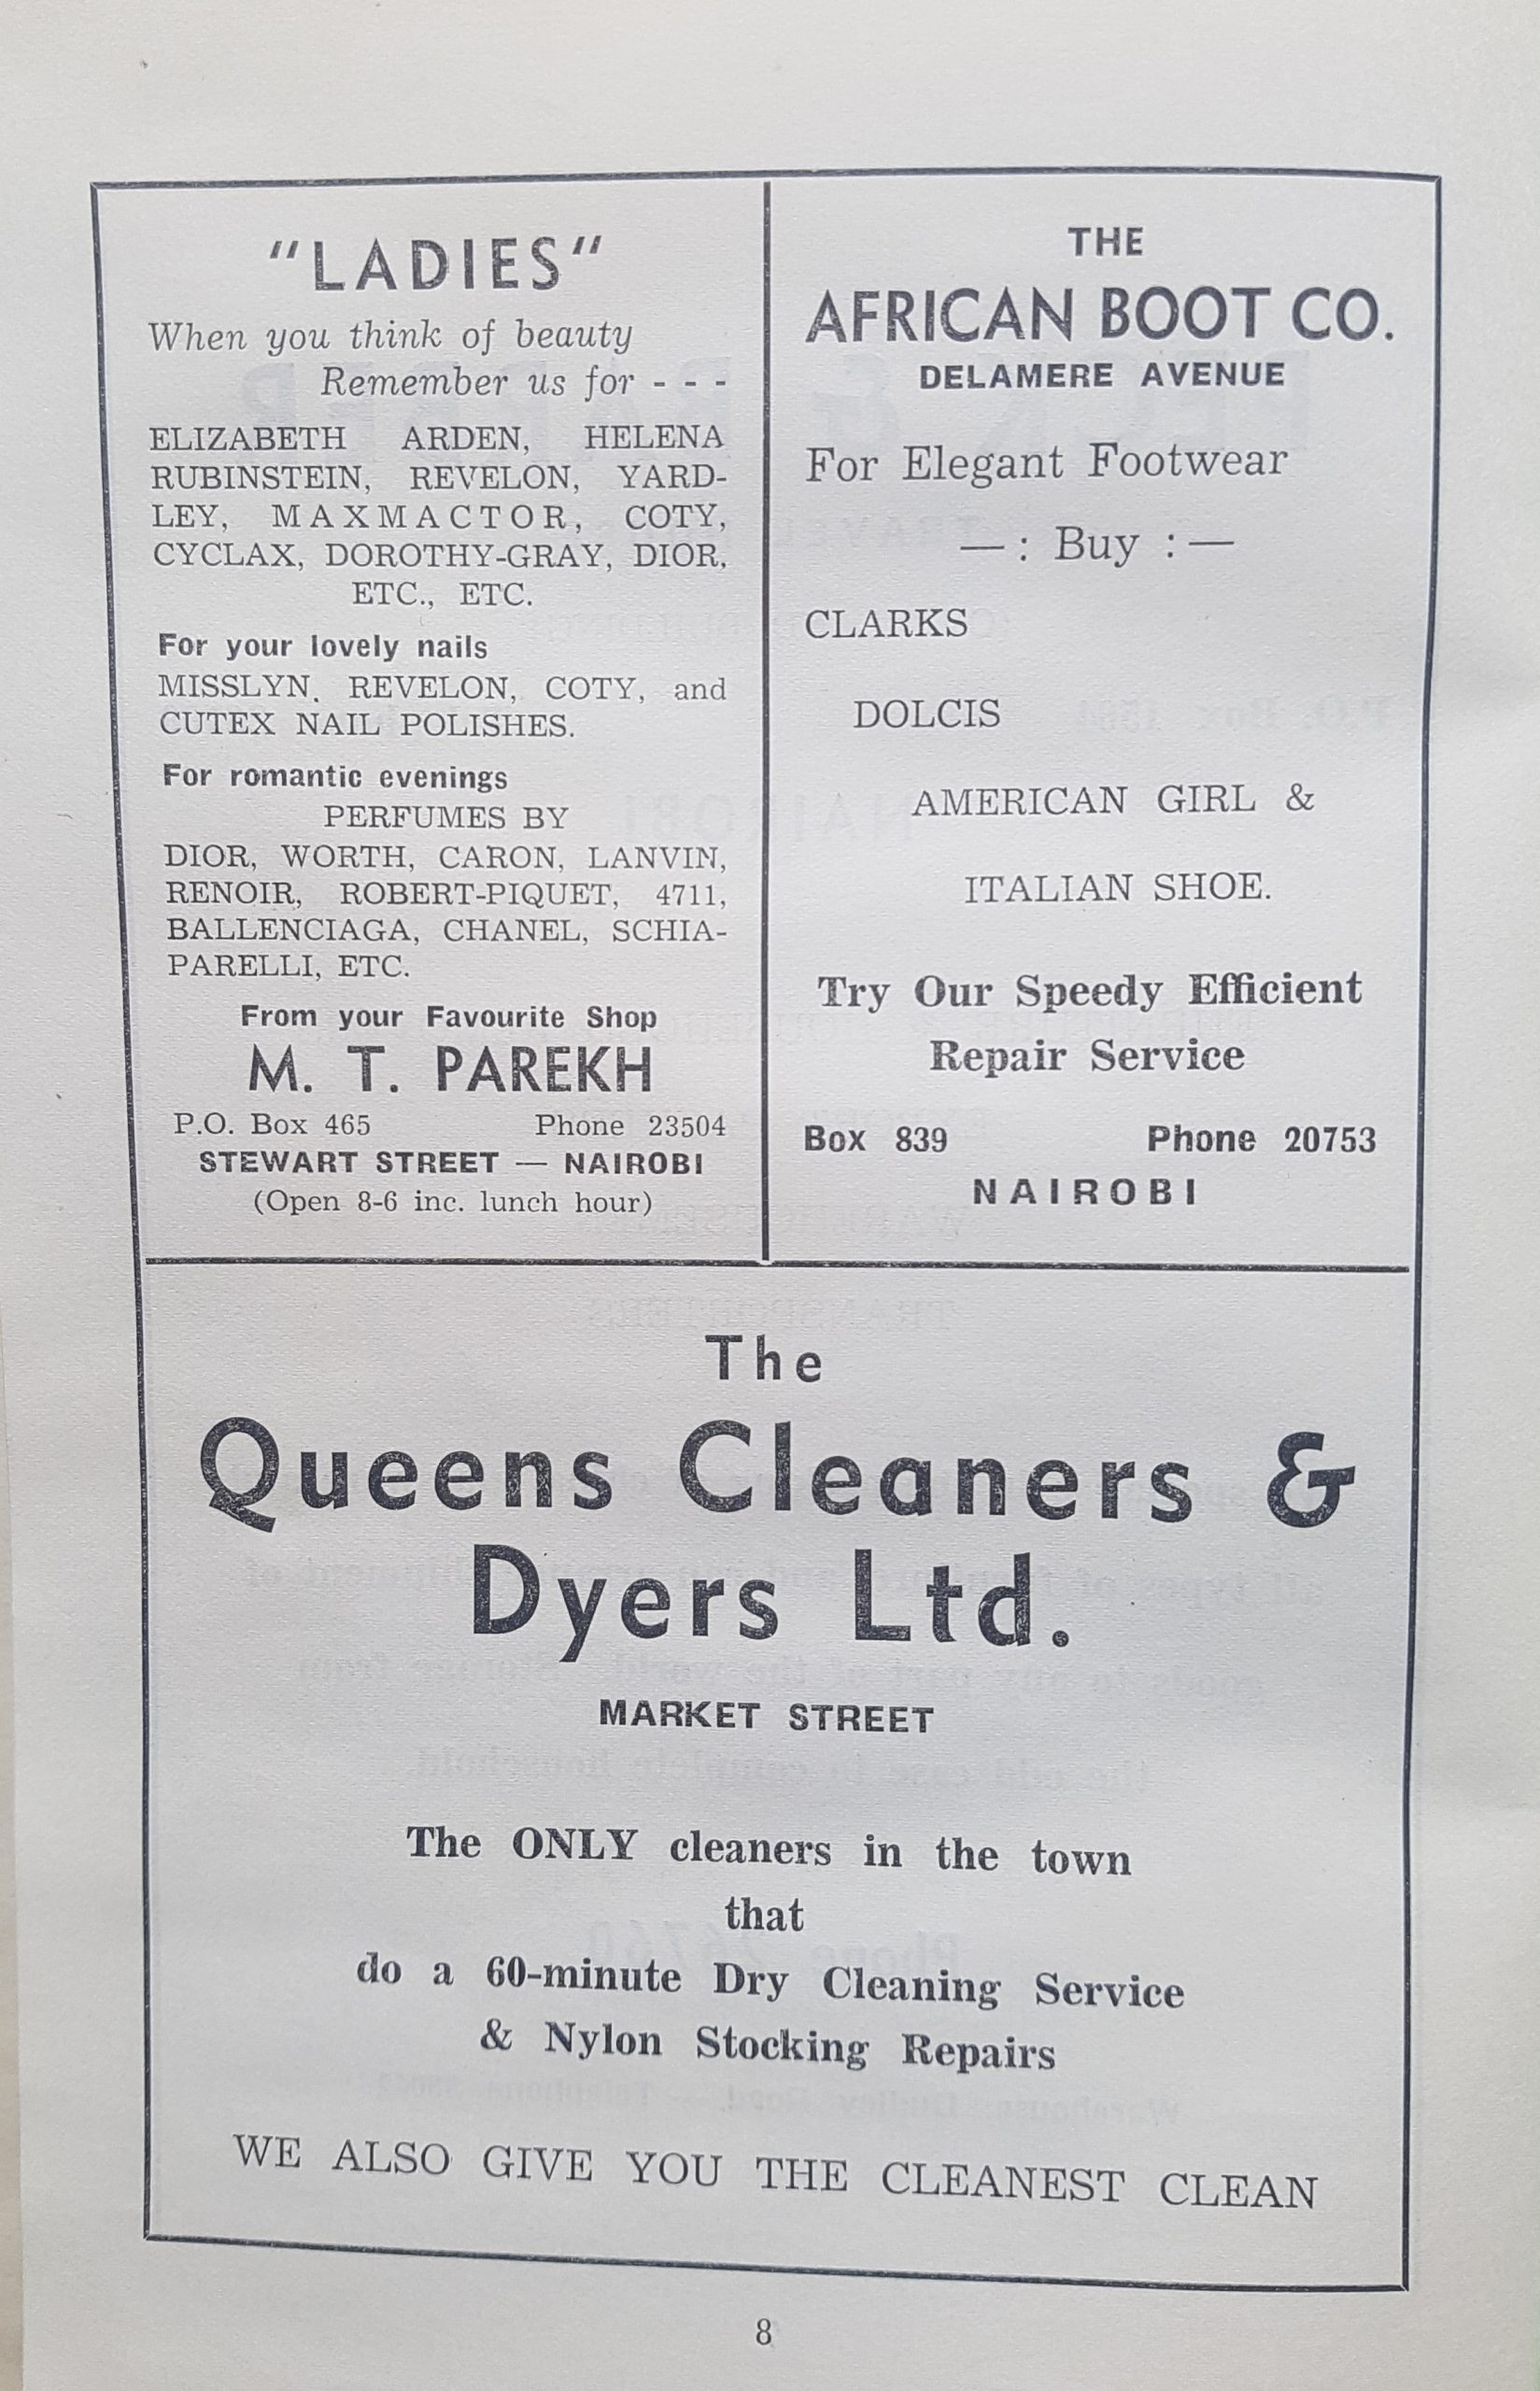 "LADIES"
When you think of beauty
Remember us for - - -
ELIZABETH ARDEN, HELENA
RUBINSTEIN, REVELON, YARD-
LEY, MAXMACTOR, COTY,
CYCLAX, DOROTHY-GRAY, DIOR,
ETC., ETC.
For your lovely nails
MISSLYN, REVELON, COTY, and
CUTEX NAIL POLISHES.
For romantic evenings
PERFUMES BY
DIOR, WORTH, CARON, LANVIN,
RENOIR, ROBERT-PIQUET, 4711,
BALLENCIAGA, CHANEL, SCHIA-
PARELLI, ETC.
From your Favourite Shop
M. T. PAREKH
P.O. Box 465 Phone 23504
STEWART STREET — NAIROBI
(Open 8-6 inc. lunch hour)
THE
AFRICAN BOOT CO.
DELAMERE AVENUE
For Elegant Footwear
—: Buy :—
CLARKS
DOLCIS
AMERICAN GIRL &
ITALIAN SHOE.
Try Our Speedy Efficient
Repair Service
Box 839 Phone 20753
NAIROBI
The
Queens Cleaners &
Dyers Ltd.
MARKET STREET
The ONLY cleaners in the town
that
do a 60-minute Dry Cleaning Service
& Nylon Stocking Repairs
WE ALSO GIVE YOU THE CLEANEST CLEAN
8